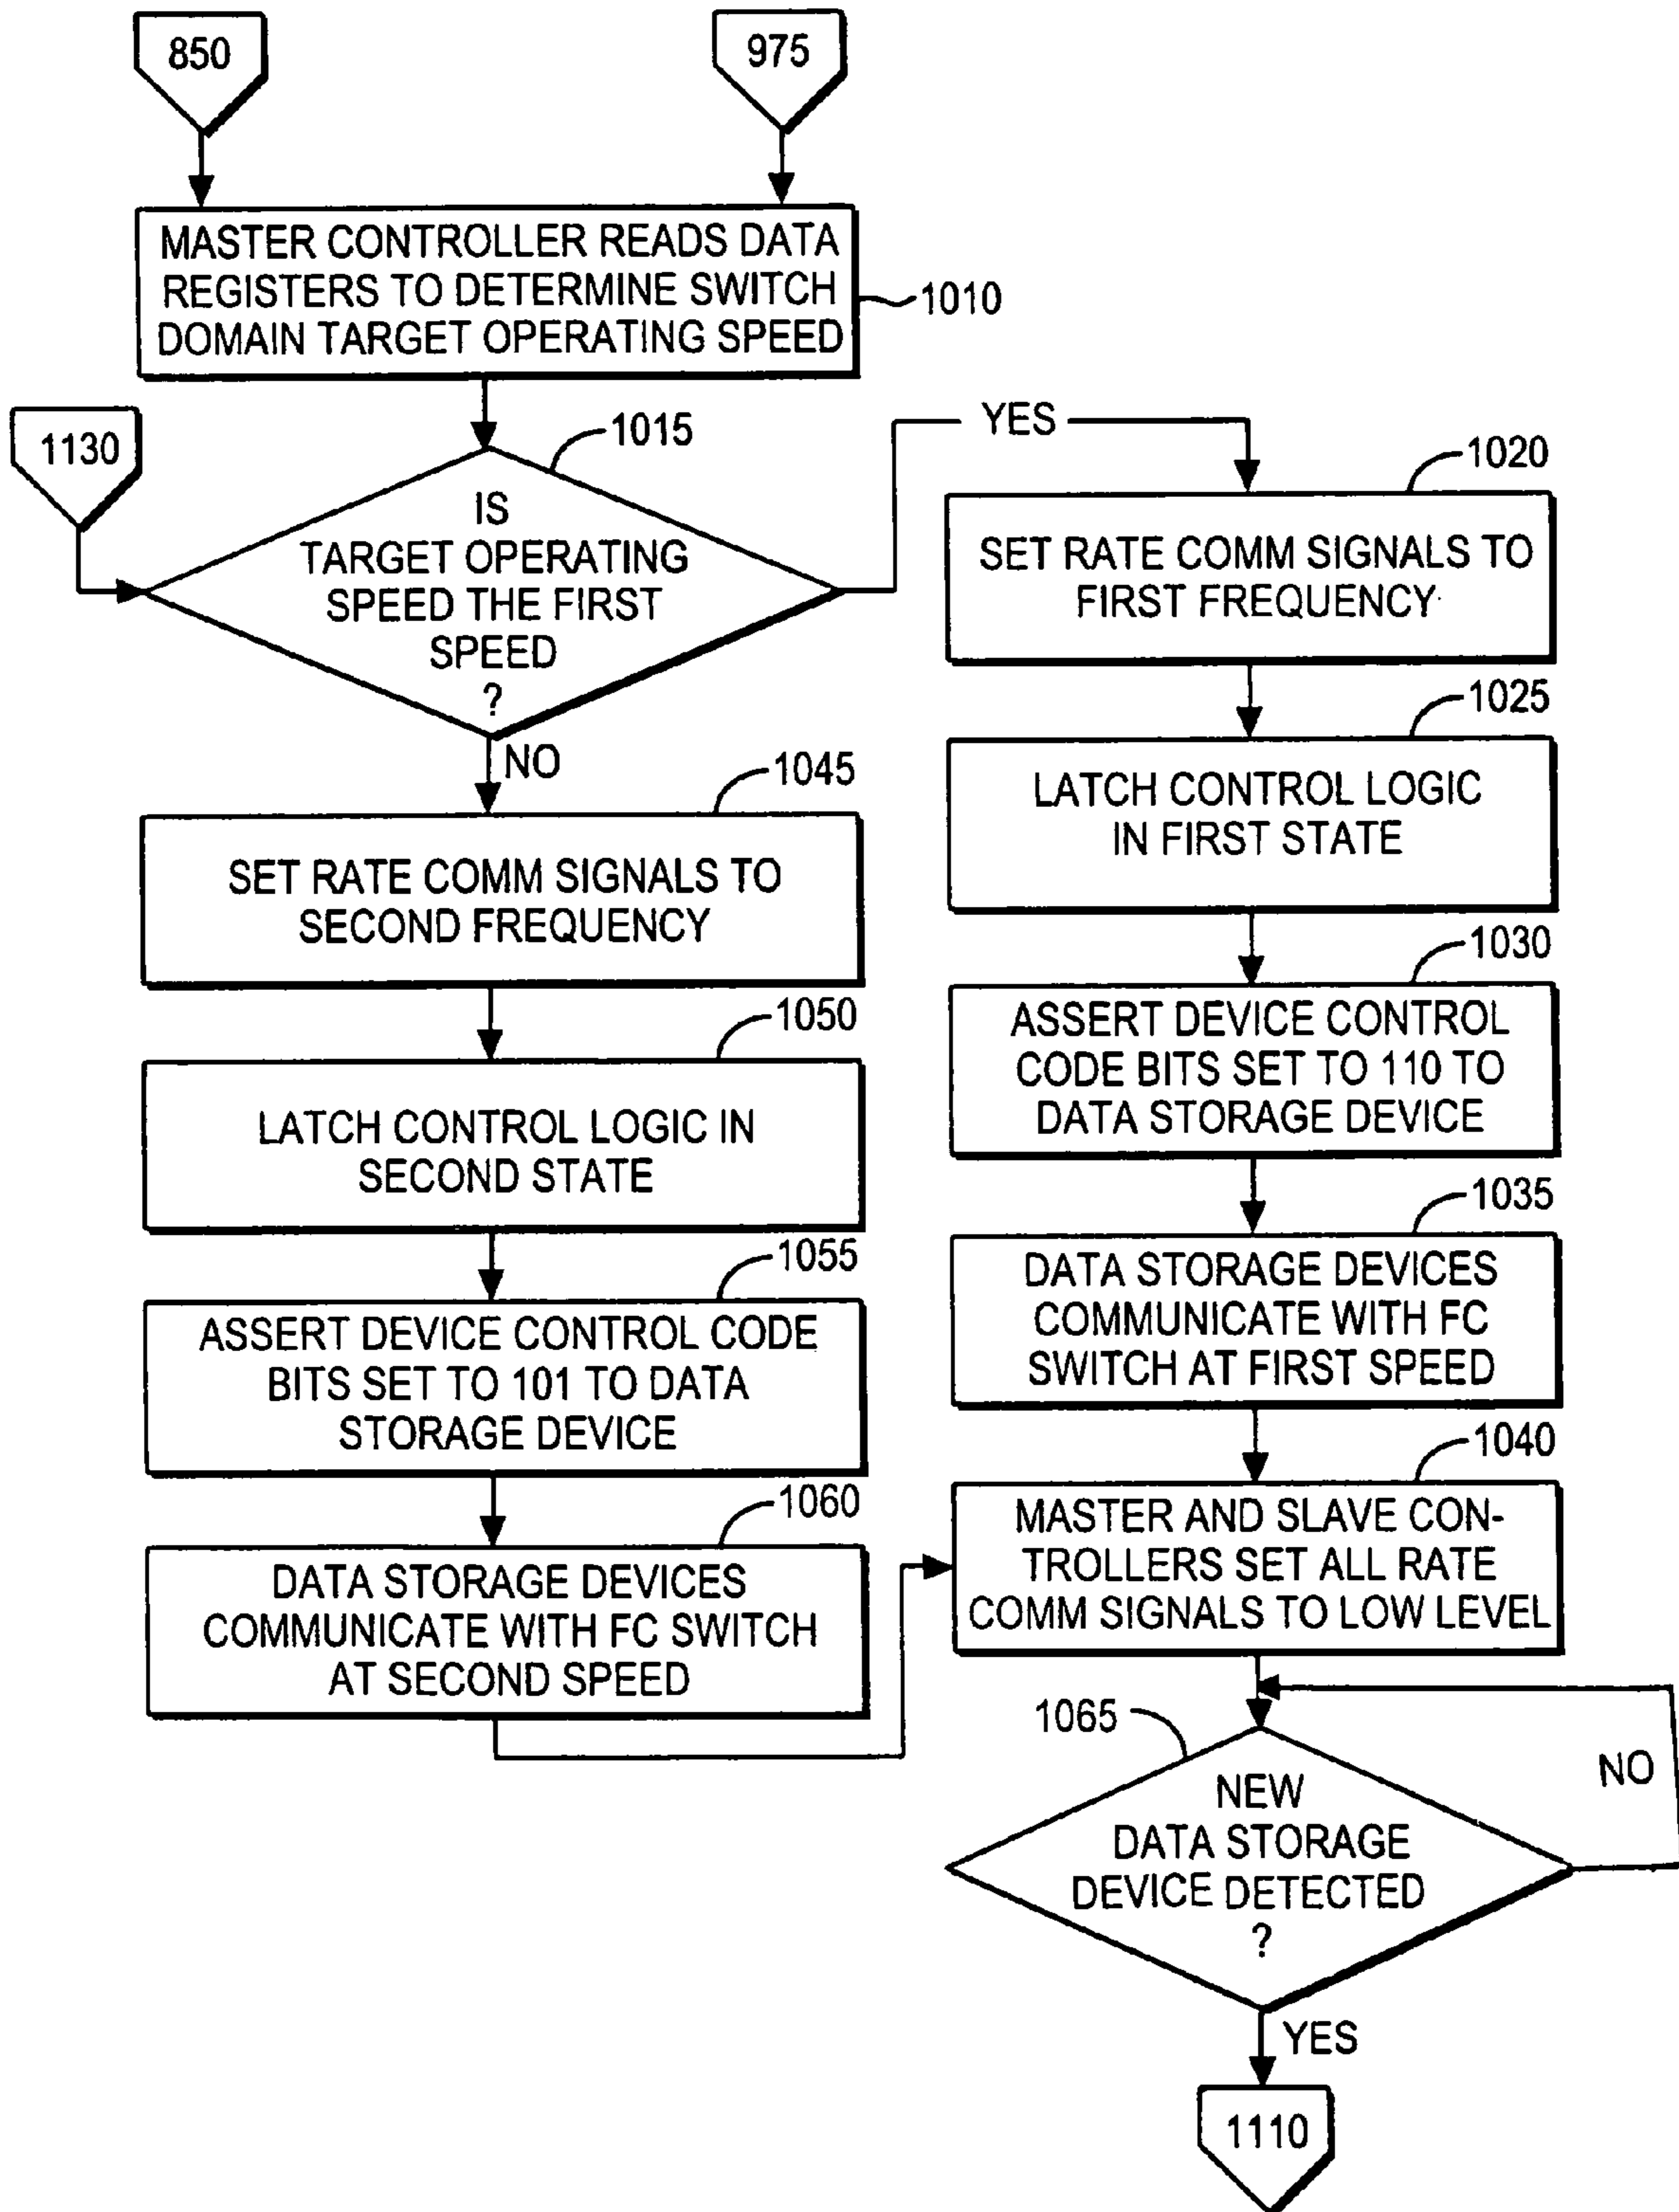 850
975
MASTER CONTROLLER READS DATA
REGISTERS TO DETERMINE SWITCH
DOMAIN TARGET OPERATING SPEED
1010
1130
1015
IS
TARGET OPERATING
SPEED THE FIRST
SPEED
?
YES
NO
1020
SET RATE COMM SIGNALS TO
FIRST FREQUENCY
1025
LATCH CONTROL LOGIC
IN FIRST STATE
1030
ASSERT DEVICE CONTROL
CODE BITS SET TO 110 TO
DATA STORAGE DEVICE
1035
DATA STORAGE DEVICES
COMMUNICATE WITH FC
SWITCH AT FIRST SPEED
1040
MASTER AND SLAVE CON-
TROLLERS SET ALL RATE
COMM SIGNALS TO LOW LEVEL
1045
SET RATE COMM SIGNALS TO
SECOND FREQUENCY
1050
LATCH CONTROL LOGIC IN
SECOND STATE
1055
ASSERT DEVICE CONTROL CODE
BITS SET TO 101 TO DATA
STORAGE DEVICE
1060
DATA STORAGE DEVICES
COMMUNICATE WITH FC SWITCH
AT SECOND SPEED
1065
NEW
DATA STORAGE
DEVICE DETECTED
?
NO
YES
1110